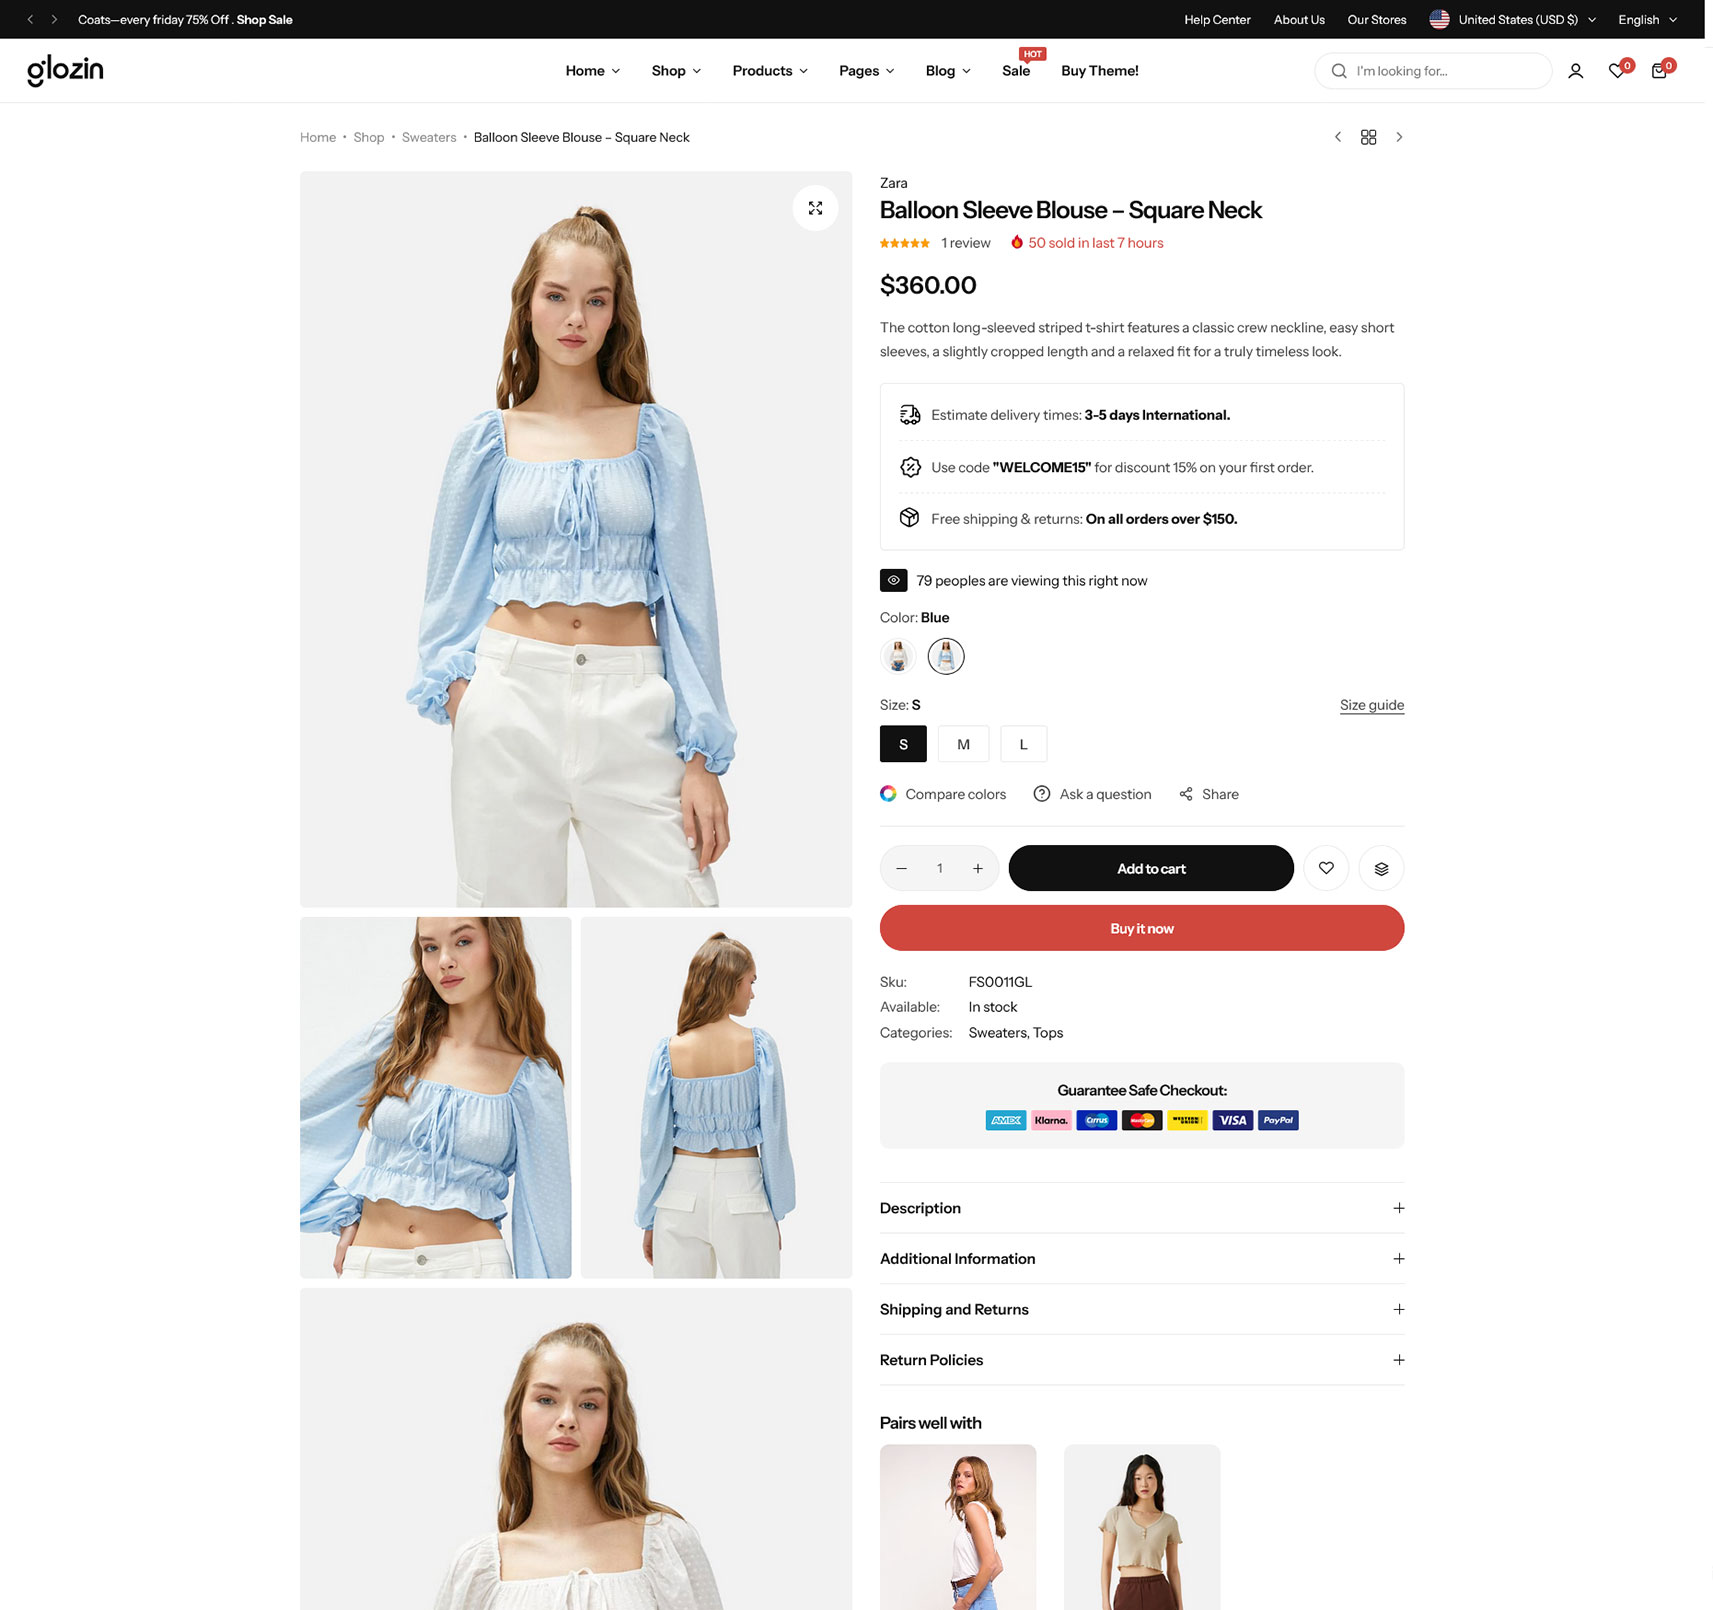 Coats—every friday 75% Off . Shop Sale
Help Center
About Us
Our Stores
United States (USD $)
English
glozin
Home
Shop
Products
Pages
Blog
Sale
HOT
Buy Theme!
I'm looking for...
0
0
Home • Shop • Sweaters • Balloon Sleeve Blouse – Square Neck
Zara
Balloon Sleeve Blouse – Square Neck
1 review
50 sold in last 7 hours
$360.00
The cotton long-sleeved striped t-shirt features a classic crew neckline, easy short
sleeves, a slightly cropped length and a relaxed fit for a truly timeless look.
Estimate delivery times: 3-5 days International.
Use code "WELCOME15" for discount 15% on your first order.
Free shipping & returns: On all orders over $150.
79 peoples are viewing this right now
Color: Blue
Size: S
Size guide
S
M
L
Compare colors
Ask a question
Share
1
Add to cart
Buy it now
Sku: FS0011GL
Available: In stock
Categories: Sweaters, Tops
Guarantee Safe Checkout:
AMEX
Klarna.
Cirrus
MasterCard
WESTERN UNION
VISA
PayPal
Description
Additional Information
Shipping and Returns
Return Policies
Pairs well with